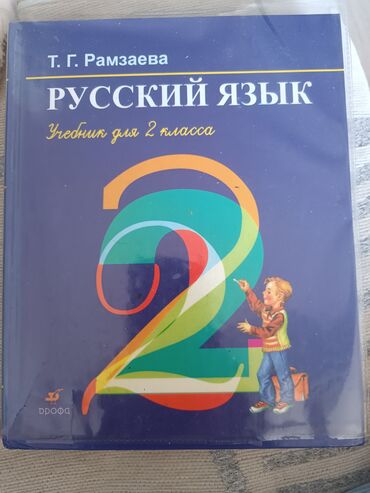 Т. Г. Рамзаева
РУССКИЙ ЯЗЫК
Учебник для 2 класса
2
дрофа